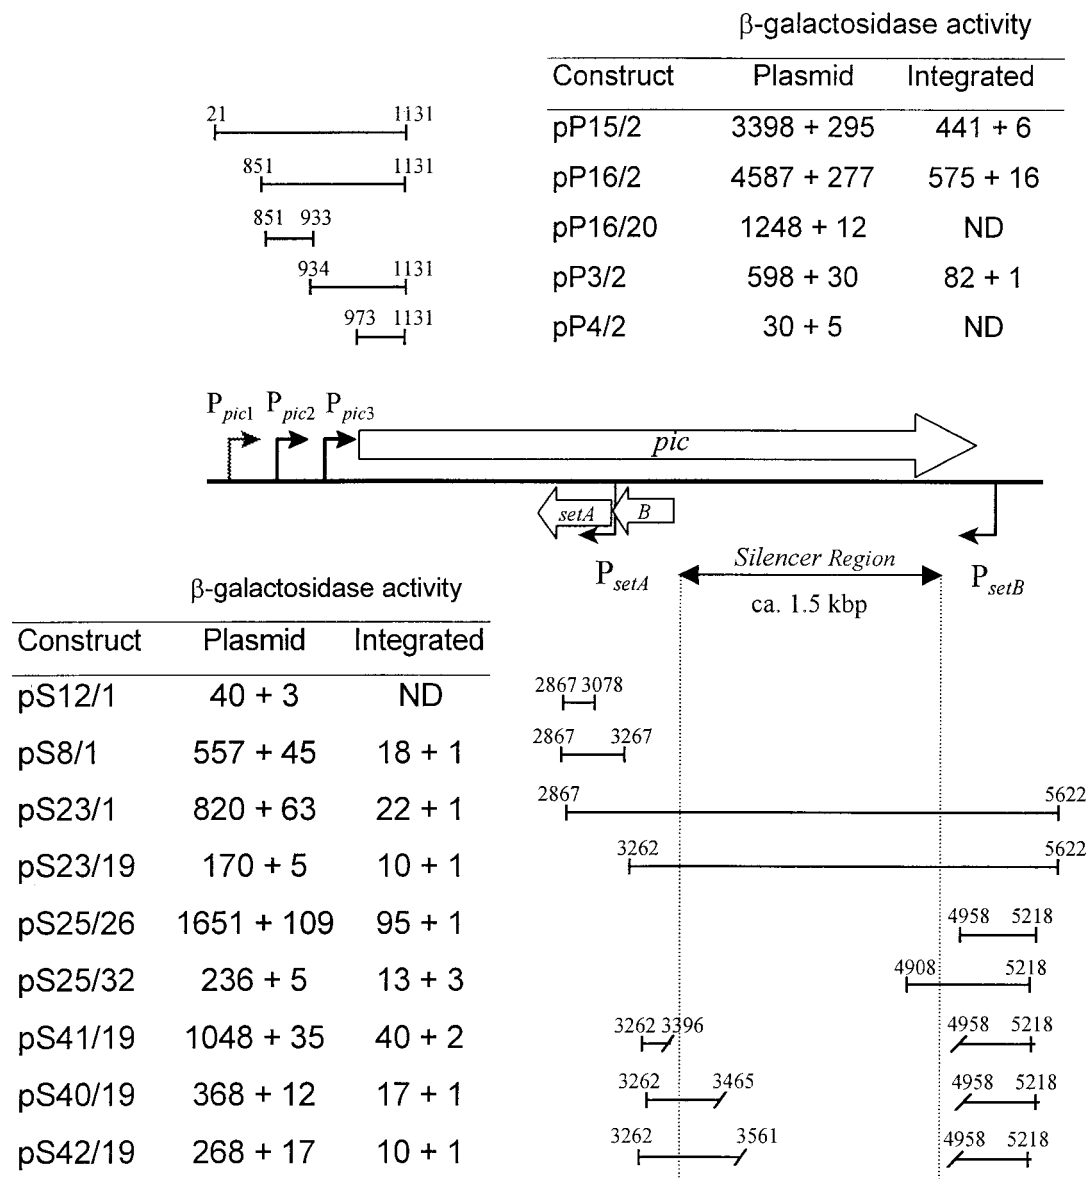 β-galactosidase activity
Construct Plasmid Integrated
21 1131 pP15/2 3398 + 295 441 + 6
851 1131 pP16/2 4587 + 277 575 + 16
851 933 pP16/20 1248 + 12 ND
934 1131 pP3/2 598 + 30 82 + 1
973 1131 pP4/2 30 + 5 ND
Ppic1 Ppic2 Ppic3
pic
setA B
PsetA Silencer Region PsetB
ca. 1.5 kbp
β-galactosidase activity
Construct Plasmid Integrated
pS12/1 40 + 3 ND 2867 3078
pS8/1 557 + 45 18 + 1 2867 3267
pS23/1 820 + 63 22 + 1 2867 5622
pS23/19 170 + 5 10 + 1 3262 5622
pS25/26 1651 + 109 95 + 1 4958 5218
pS25/32 236 + 5 13 + 3 4908 5218
pS41/19 1048 + 35 40 + 2 3262 3396 4958 5218
pS40/19 368 + 12 17 + 1 3262 3465 4958 5218
pS42/19 268 + 17 10 + 1 3262 3561 4958 5218